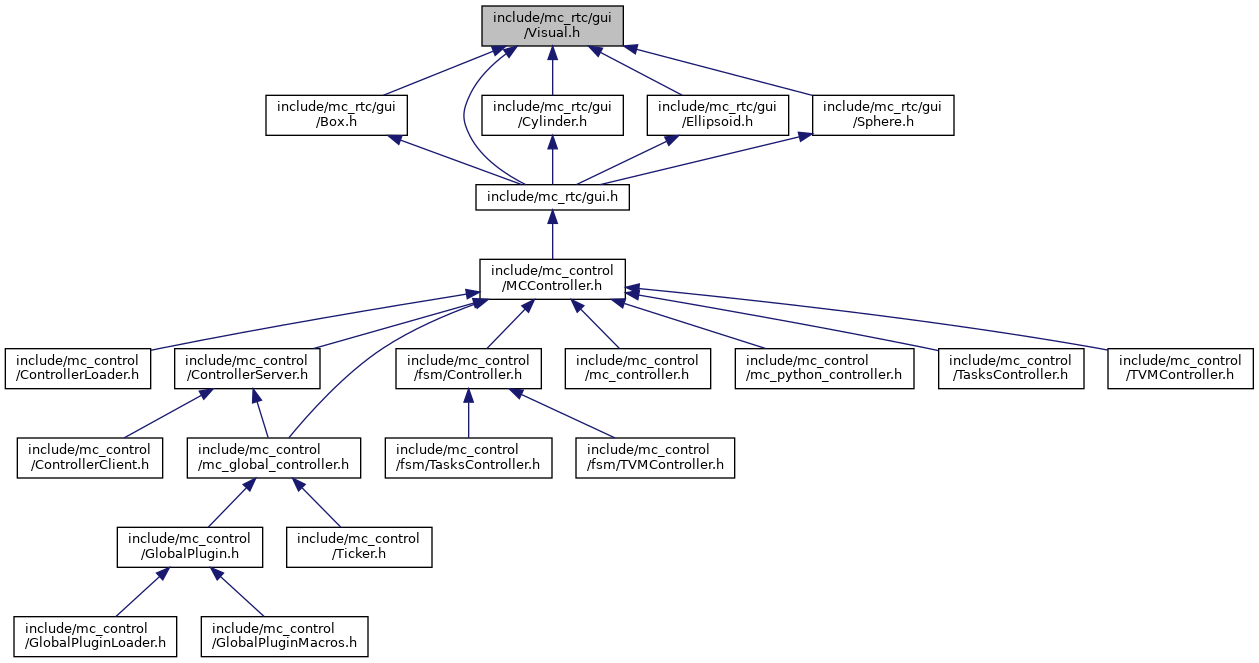 include/mc_rtc/gui
/Visual.h
include/mc_rtc/gui
/Box.h
include/mc_rtc/gui
/Cylinder.h
include/mc_rtc/gui
/Ellipsoid.h
include/mc_rtc/gui
/Sphere.h
include/mc_rtc/gui.h
include/mc_control
/MCController.h
include/mc_control
/ControllerLoader.h
include/mc_control
/ControllerServer.h
include/mc_control
/fsm/Controller.h
include/mc_control
/mc_controller.h
include/mc_control
/mc_python_controller.h
include/mc_control
/TasksController.h
include/mc_control
/TVMController.h
include/mc_control
/ControllerClient.h
include/mc_control
/mc_global_controller.h
include/mc_control
/fsm/TasksController.h
include/mc_control
/fsm/TVMController.h
include/mc_control
/GlobalPlugin.h
include/mc_control
/Ticker.h
include/mc_control
/GlobalPluginLoader.h
include/mc_control
/GlobalPluginMacros.h